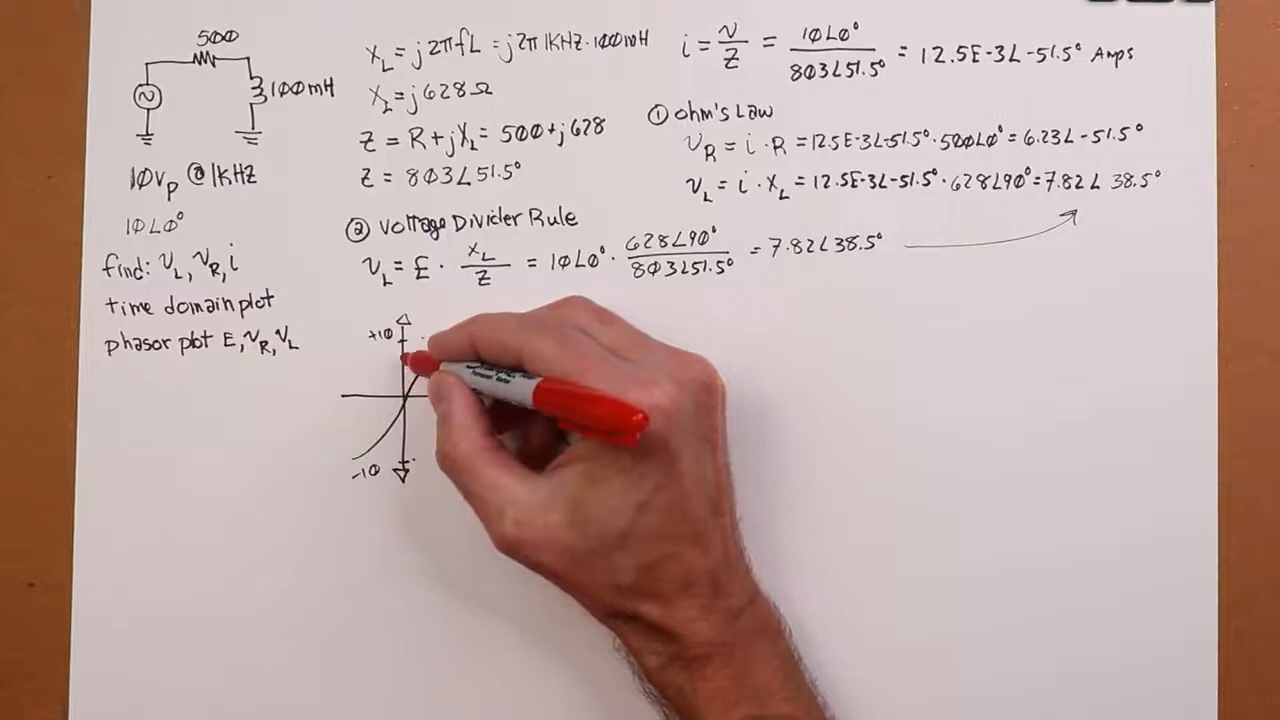 500
100mH
10Vp @ 1kHz
10∠0°
find: VL, VR, i
time domain plot
phasor plot E, VR, VL
XL = j2πfL = j2π 1kHz·100mH
XL = j628Ω
Z = R + jXL = 500 + j628
Z = 803∠51.5°
i = v/Z = 10∠0°/803∠51.5° = 12.5E-3∠-51.5° Amps
① Ohm's Law
VR = i · R = 12.5E-3∠-51.5° · 500∠0° = 6.23∠-51.5°
VL = i · XL = 12.5E-3∠-51.5° · 628∠90° = 7.82∠38.5°
② Voltage Divider Rule
VL = E · XL/Z = 10∠0° · 628∠90°/803∠51.5° = 7.82∠38.5°
+10
-10